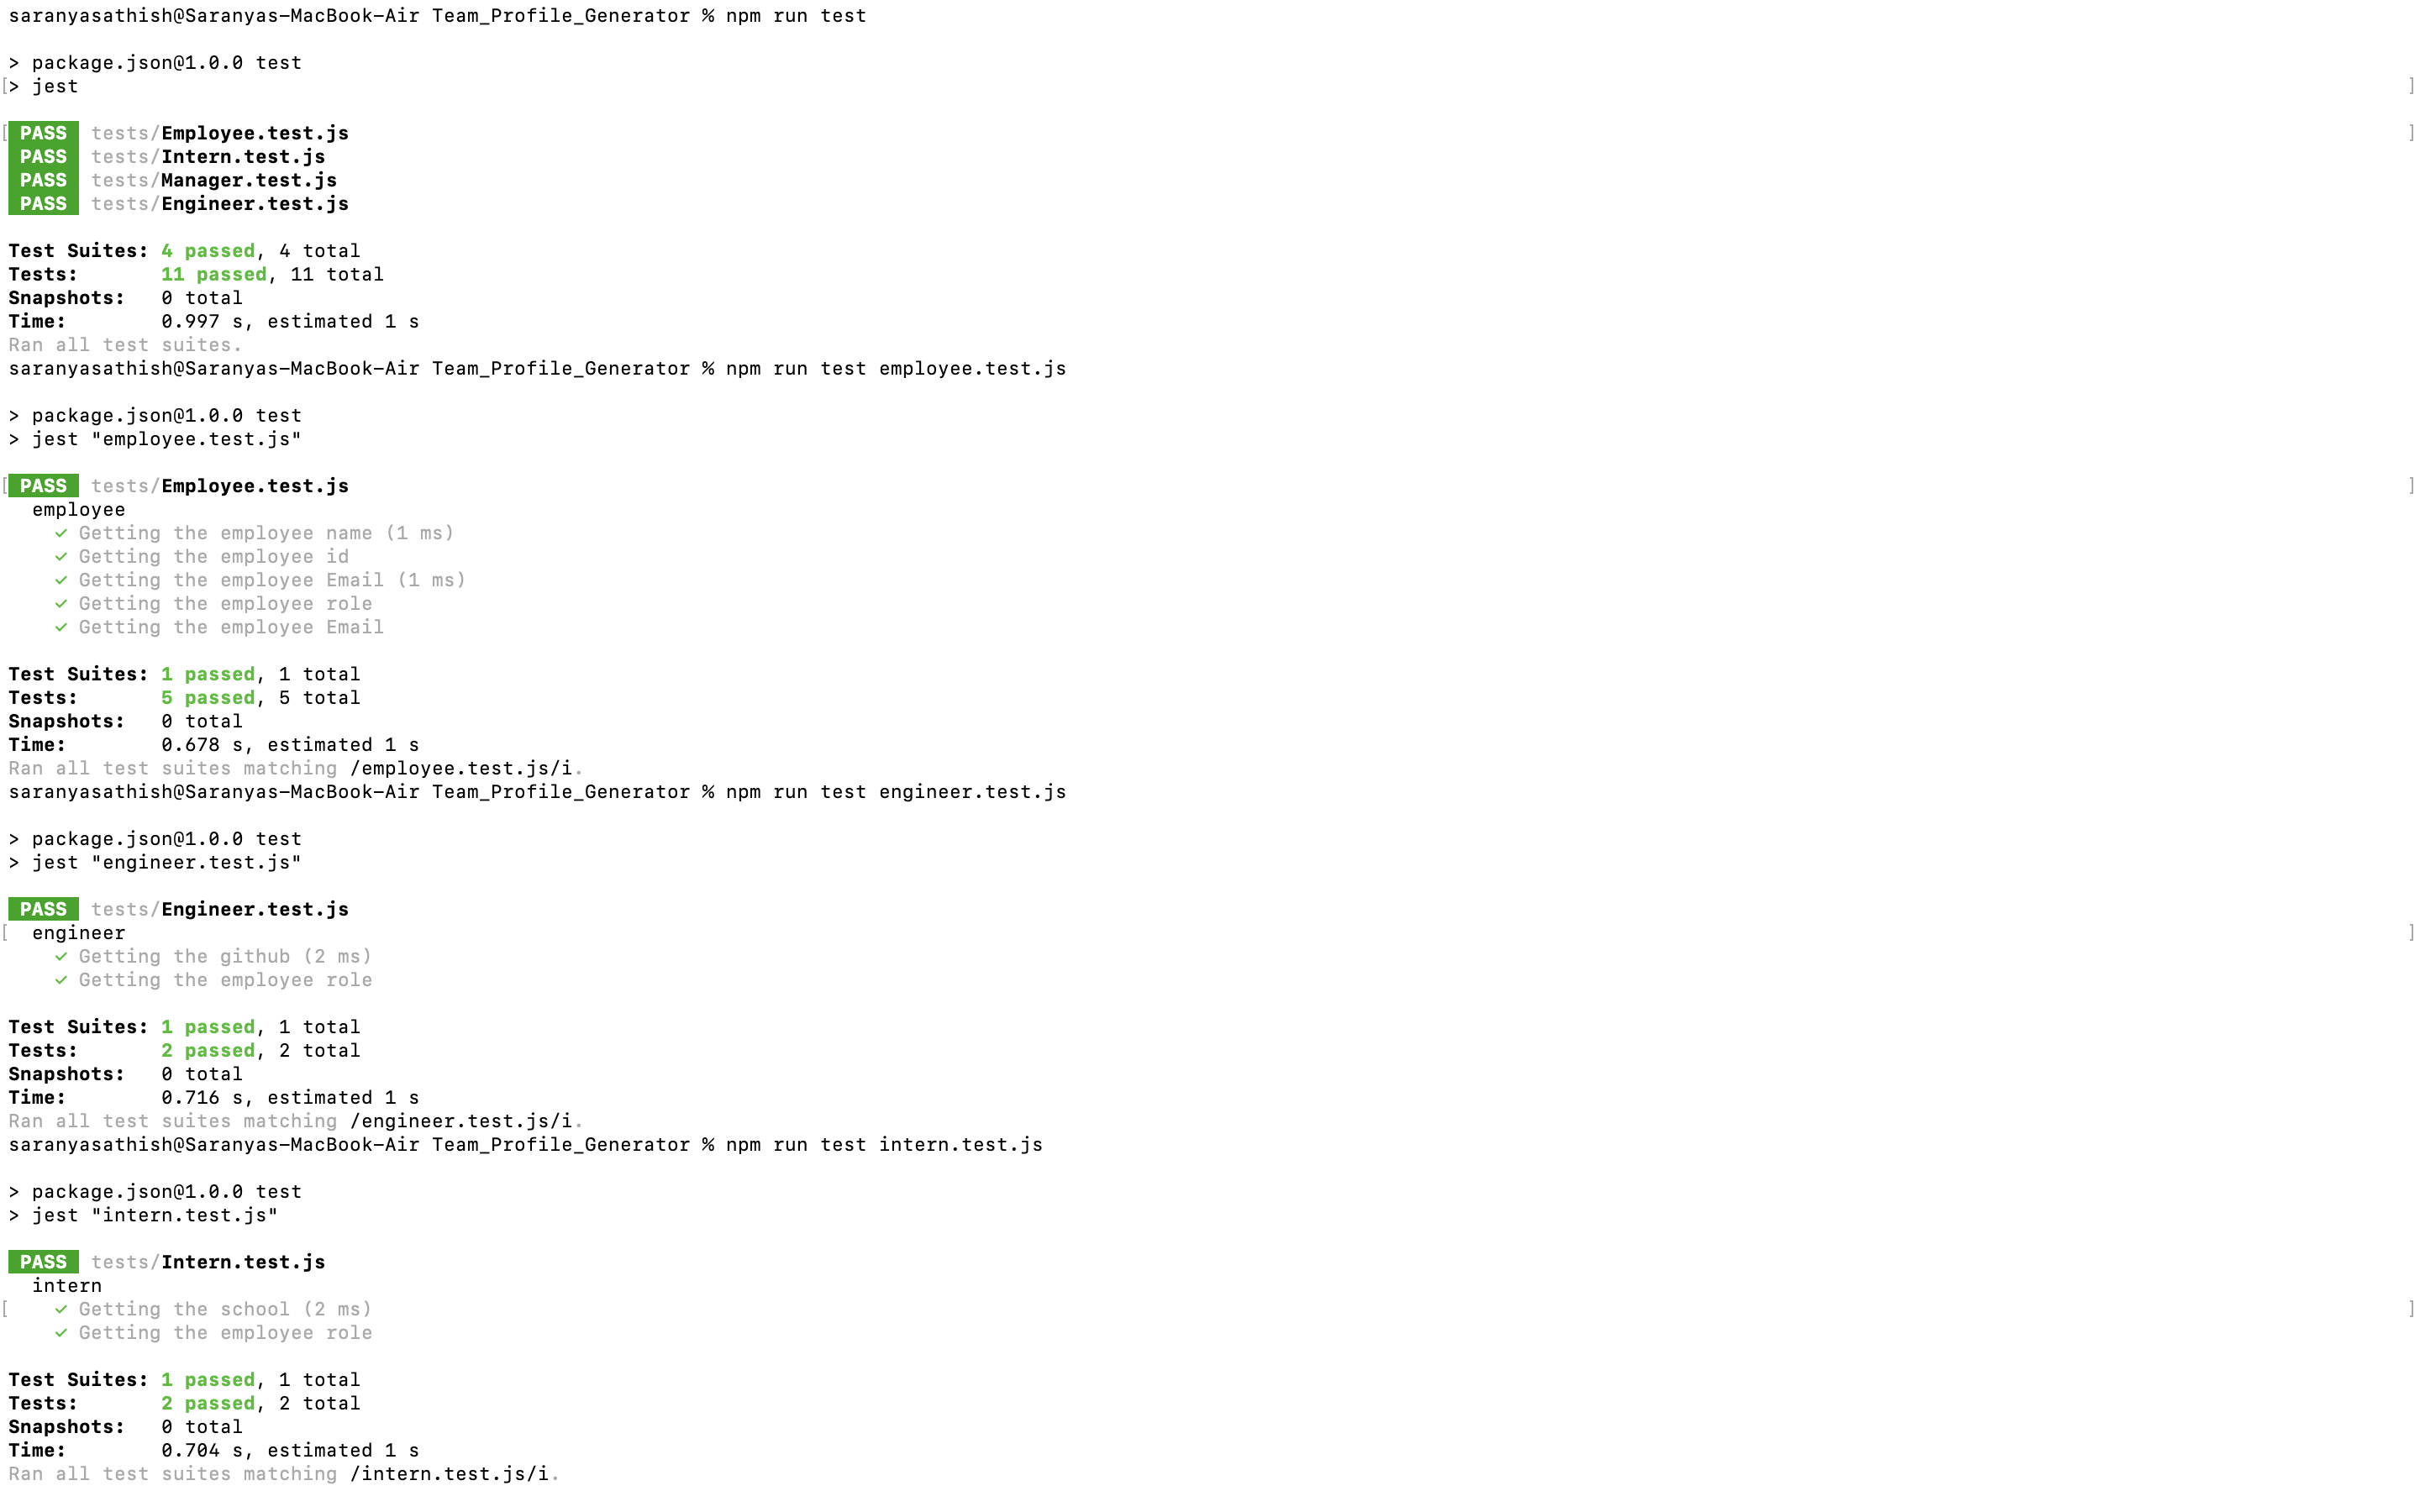 saranyasathish@Saranyas-MacBook-Air Team_Profile_Generator % npm run test
> package.json@1.0.0 test
[> jest ]
[ PASS  tests/Employee.test.js ]
 PASS  tests/Intern.test.js
 PASS  tests/Manager.test.js
 PASS  tests/Engineer.test.js
Test Suites: 4 passed, 4 total
Tests:       11 passed, 11 total
Snapshots:   0 total
Time:        0.997 s, estimated 1 s
Ran all test suites.
saranyasathish@Saranyas-MacBook-Air Team_Profile_Generator % npm run test employee.test.js
> package.json@1.0.0 test
> jest "employee.test.js"
[ PASS  tests/Employee.test.js ]
  employee
    ✓ Getting the employee name (1 ms)
    ✓ Getting the employee id
    ✓ Getting the employee Email (1 ms)
    ✓ Getting the employee role
    ✓ Getting the employee Email
Test Suites: 1 passed, 1 total
Tests:       5 passed, 5 total
Snapshots:   0 total
Time:        0.678 s, estimated 1 s
Ran all test suites matching /employee.test.js/i.
saranyasathish@Saranyas-MacBook-Air Team_Profile_Generator % npm run test engineer.test.js
> package.json@1.0.0 test
> jest "engineer.test.js"
 PASS  tests/Engineer.test.js
[  engineer ]
    ✓ Getting the github (2 ms)
    ✓ Getting the employee role
Test Suites: 1 passed, 1 total
Tests:       2 passed, 2 total
Snapshots:   0 total
Time:        0.716 s, estimated 1 s
Ran all test suites matching /engineer.test.js/i.
saranyasathish@Saranyas-MacBook-Air Team_Profile_Generator % npm run test intern.test.js
> package.json@1.0.0 test
> jest "intern.test.js"
 PASS  tests/Intern.test.js
  intern
[    ✓ Getting the school (2 ms) ]
    ✓ Getting the employee role
Test Suites: 1 passed, 1 total
Tests:       2 passed, 2 total
Snapshots:   0 total
Time:        0.704 s, estimated 1 s
Ran all test suites matching /intern.test.js/i.